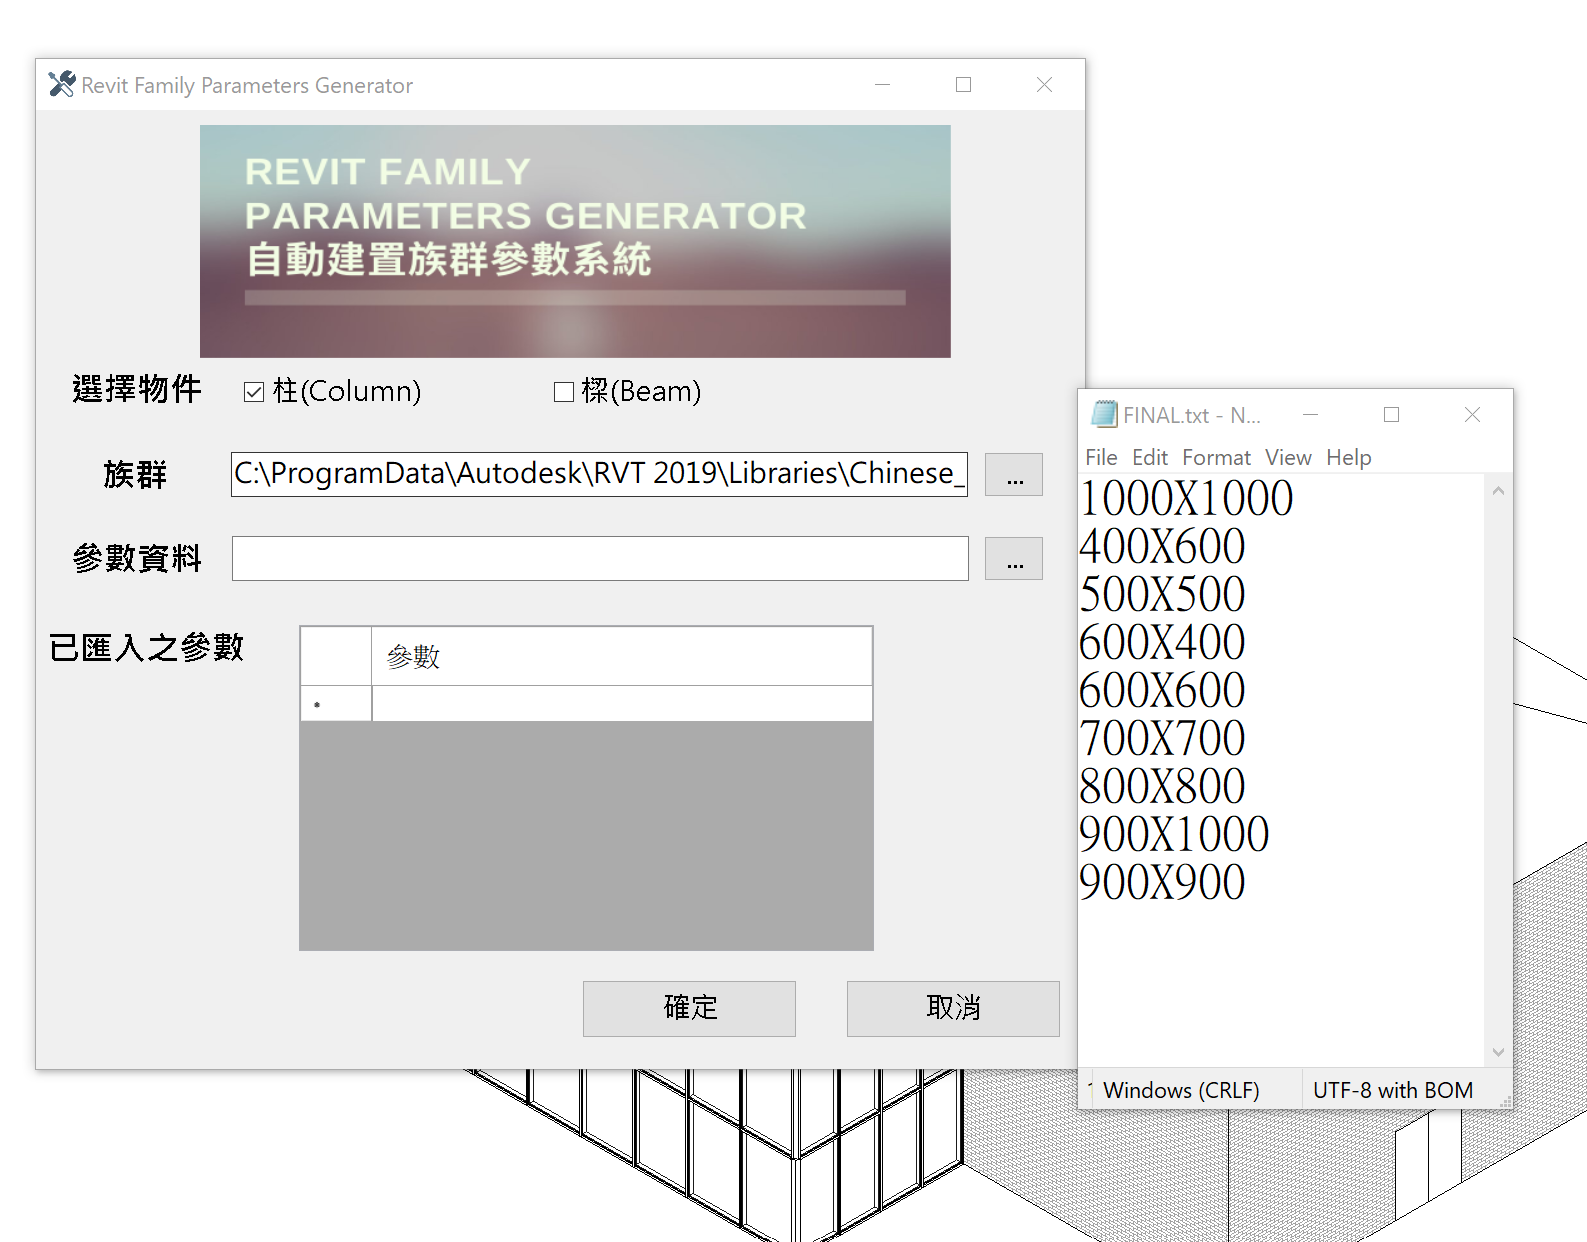 Revit Family Parameters Generator
REVIT FAMILY
PARAMETERS GENERATOR
自動建置族群參數系統
選擇物件
柱(Column)
樑(Beam)
族群
C:\ProgramData\Autodesk\RVT 2019\Libraries\Chinese_
...
參數資料
...
已匯入之參數
參數
*
確定
取消
FINAL.txt - N...
File Edit Format View Help
1000X1000
400X600
500X500
600X400
600X600
700X700
800X800
900X1000
900X900
Windows (CRLF)
UTF-8 with BOM